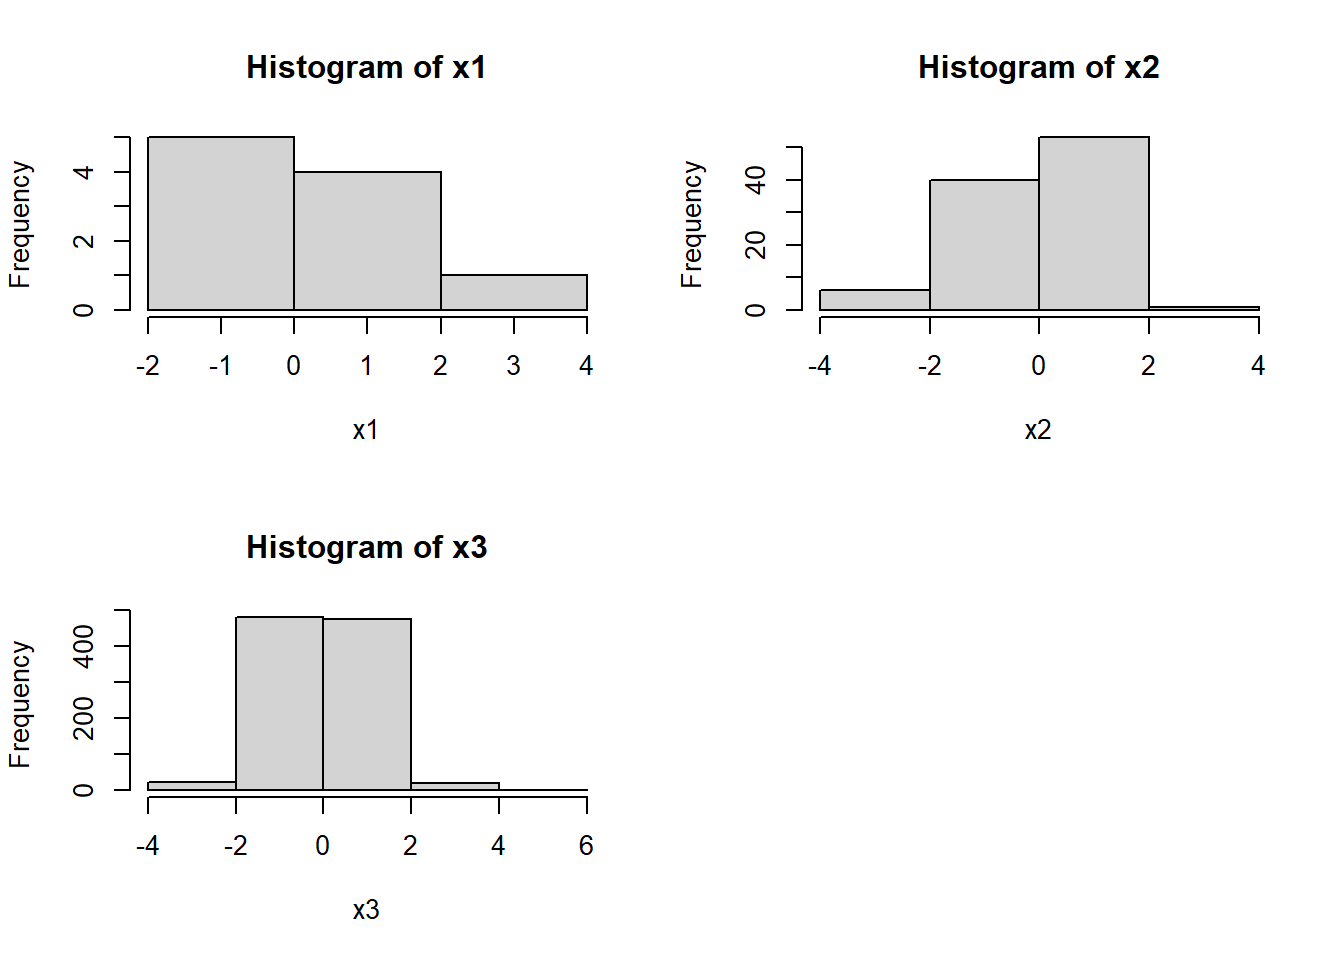 Histogram of x1
Frequency
0 2 4
-2 -1 0 1 2 3 4
x1
Histogram of x2
Frequency
0 20 40
-4 -2 0 2 4
x2
Histogram of x3
Frequency
0 200 400
-4 -2 0 2 4 6
x3